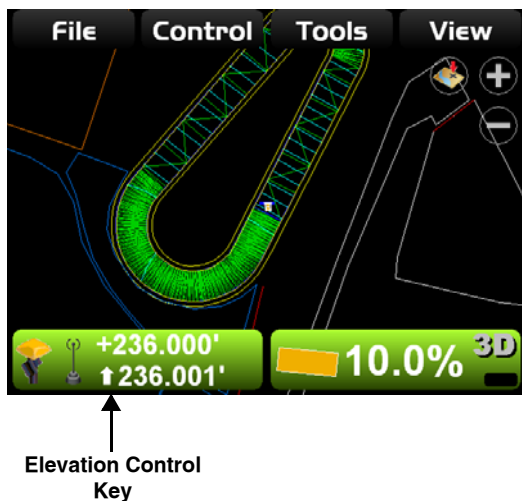 File Control Tools View
+236.000'
⬆236.001'
10.0% 3D
Elevation Control
Key